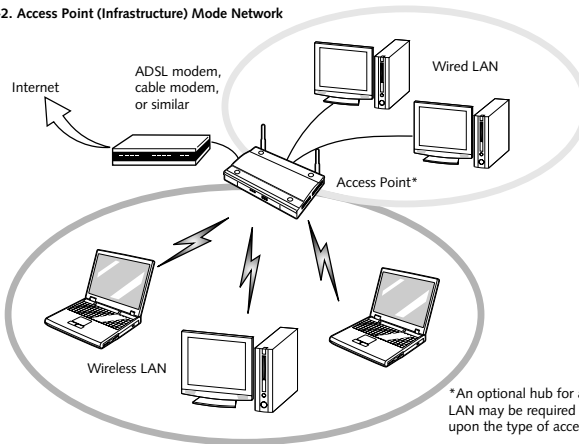 2. Access Point (Infrastructure) Mode Network
Internet
ADSL modem,
cable modem,
or similar
Wired LAN
Access Point*
Wireless LAN
*An optional hub for a
LAN may be required
upon the type of acce